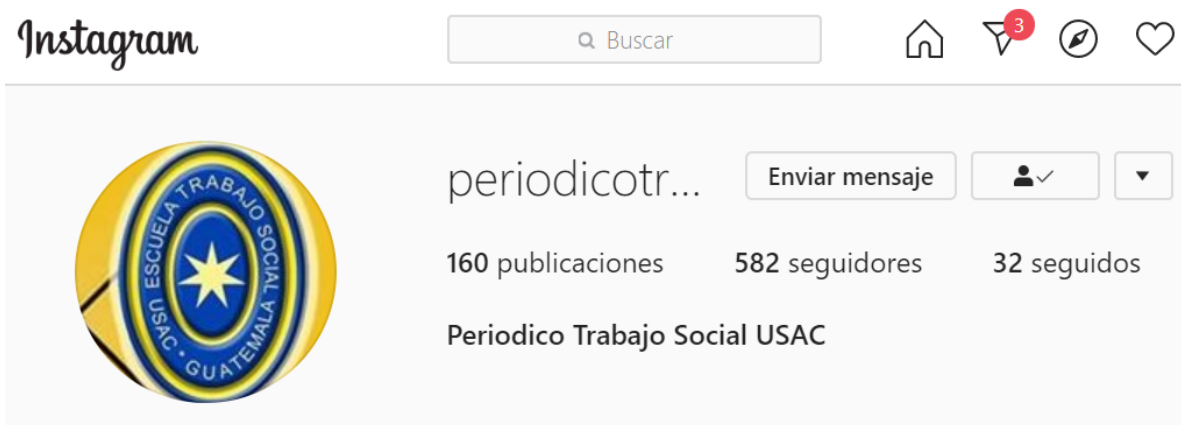 Instagram
Buscar
3
periodicotr...
Enviar mensaje
160 publicaciones
582 seguidores
32 seguidos
Periodico Trabajo Social USAC
ESCUELA TRABAJO SOCIAL
USAC · GUATEMALA